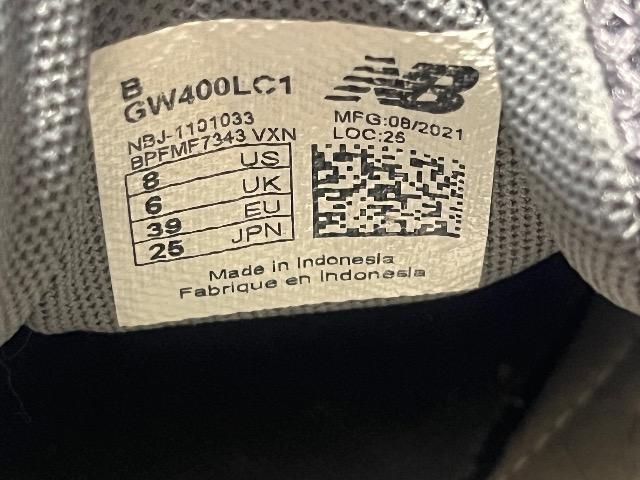 B
GW400LC1
NBJ-1101033
BPFMF7343 VXN
8 US
6 UK
39 EU
25 JPN
NB
MFG:08/2021
LOC:25
Made in Indonesia
Fabrique en Indonesia